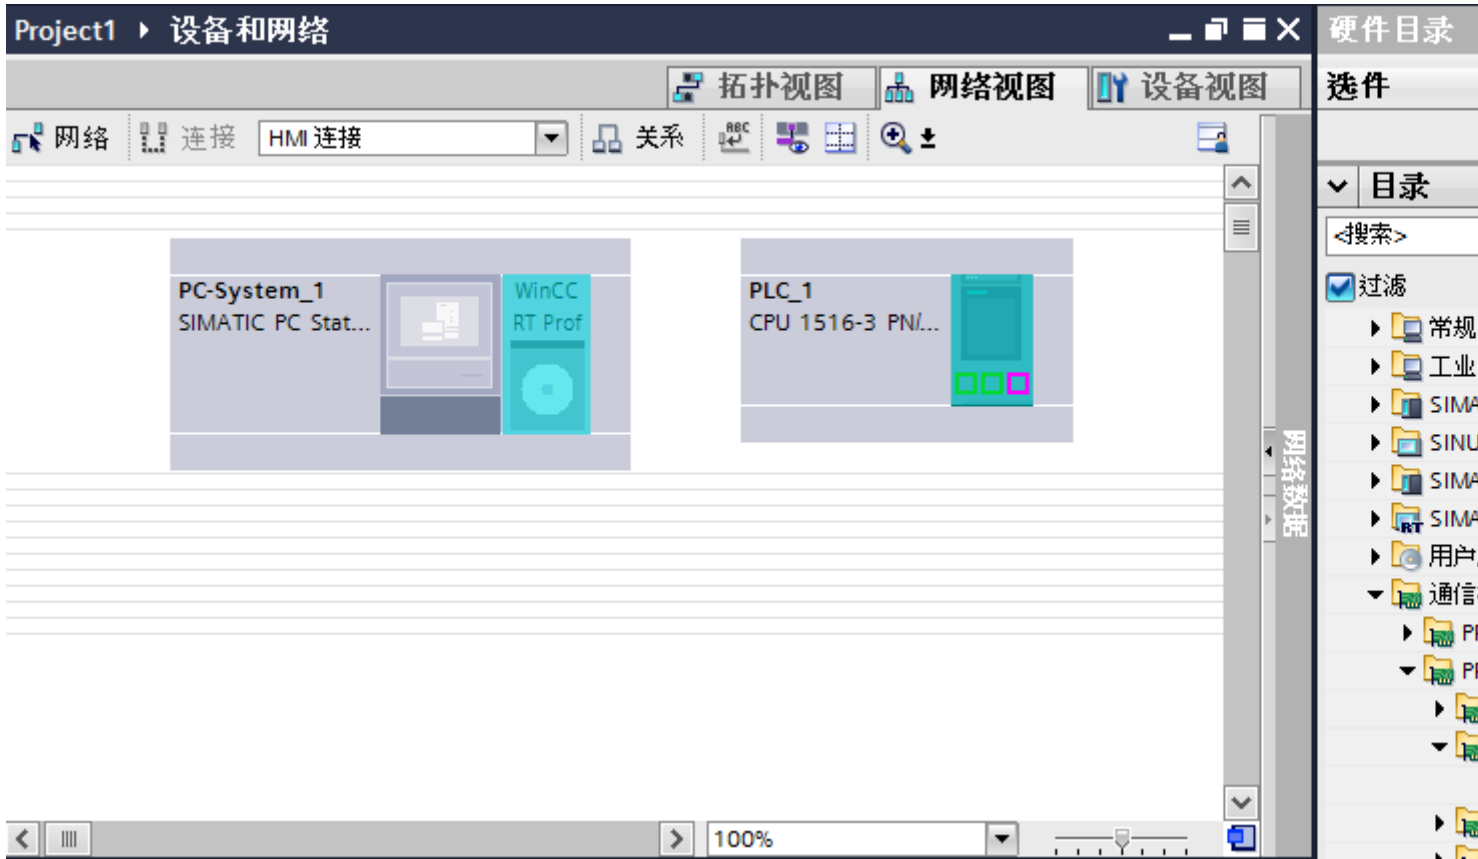 Project1 ▸ 设备和网络
硬件目录
拓扑视图
网络视图
设备视图
选件
网络
连接
HMI 连接
关系
目录
<搜索>
过滤
PC-System_1
SIMATIC PC Stat...
WinCC
RT Prof
PLC_1
CPU 1516-3 PN/...
网络数据
常规
工业
SIMA
SINU
SIMA
SIMA
用户
通信
100%